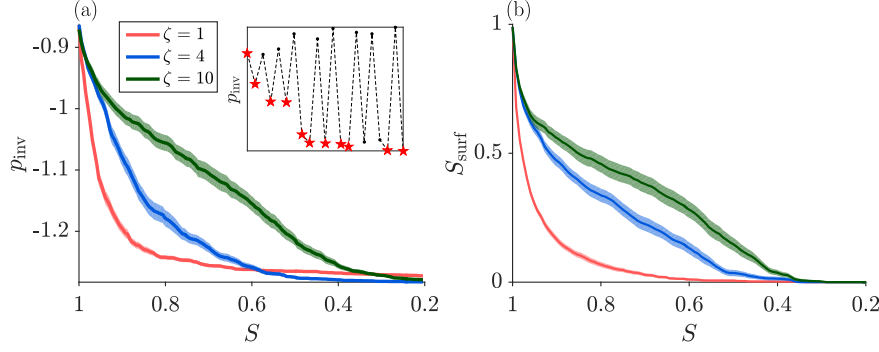 (a)
ζ = 1
ζ = 4
ζ = 10
p_inv
-0.9
-1
-1.1
-1.2
p_inv
1 0.8 0.6 0.4 0.2
S
(b)
1
0.5
0
S_surf
1 0.8 0.6 0.4 0.2
S